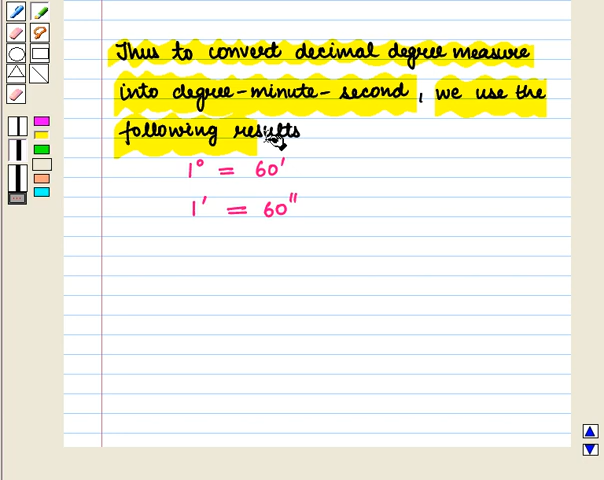 Thus to convert decimal degree measure
into degree-minute-second, we use the
following results
1° = 60'
1' = 60"